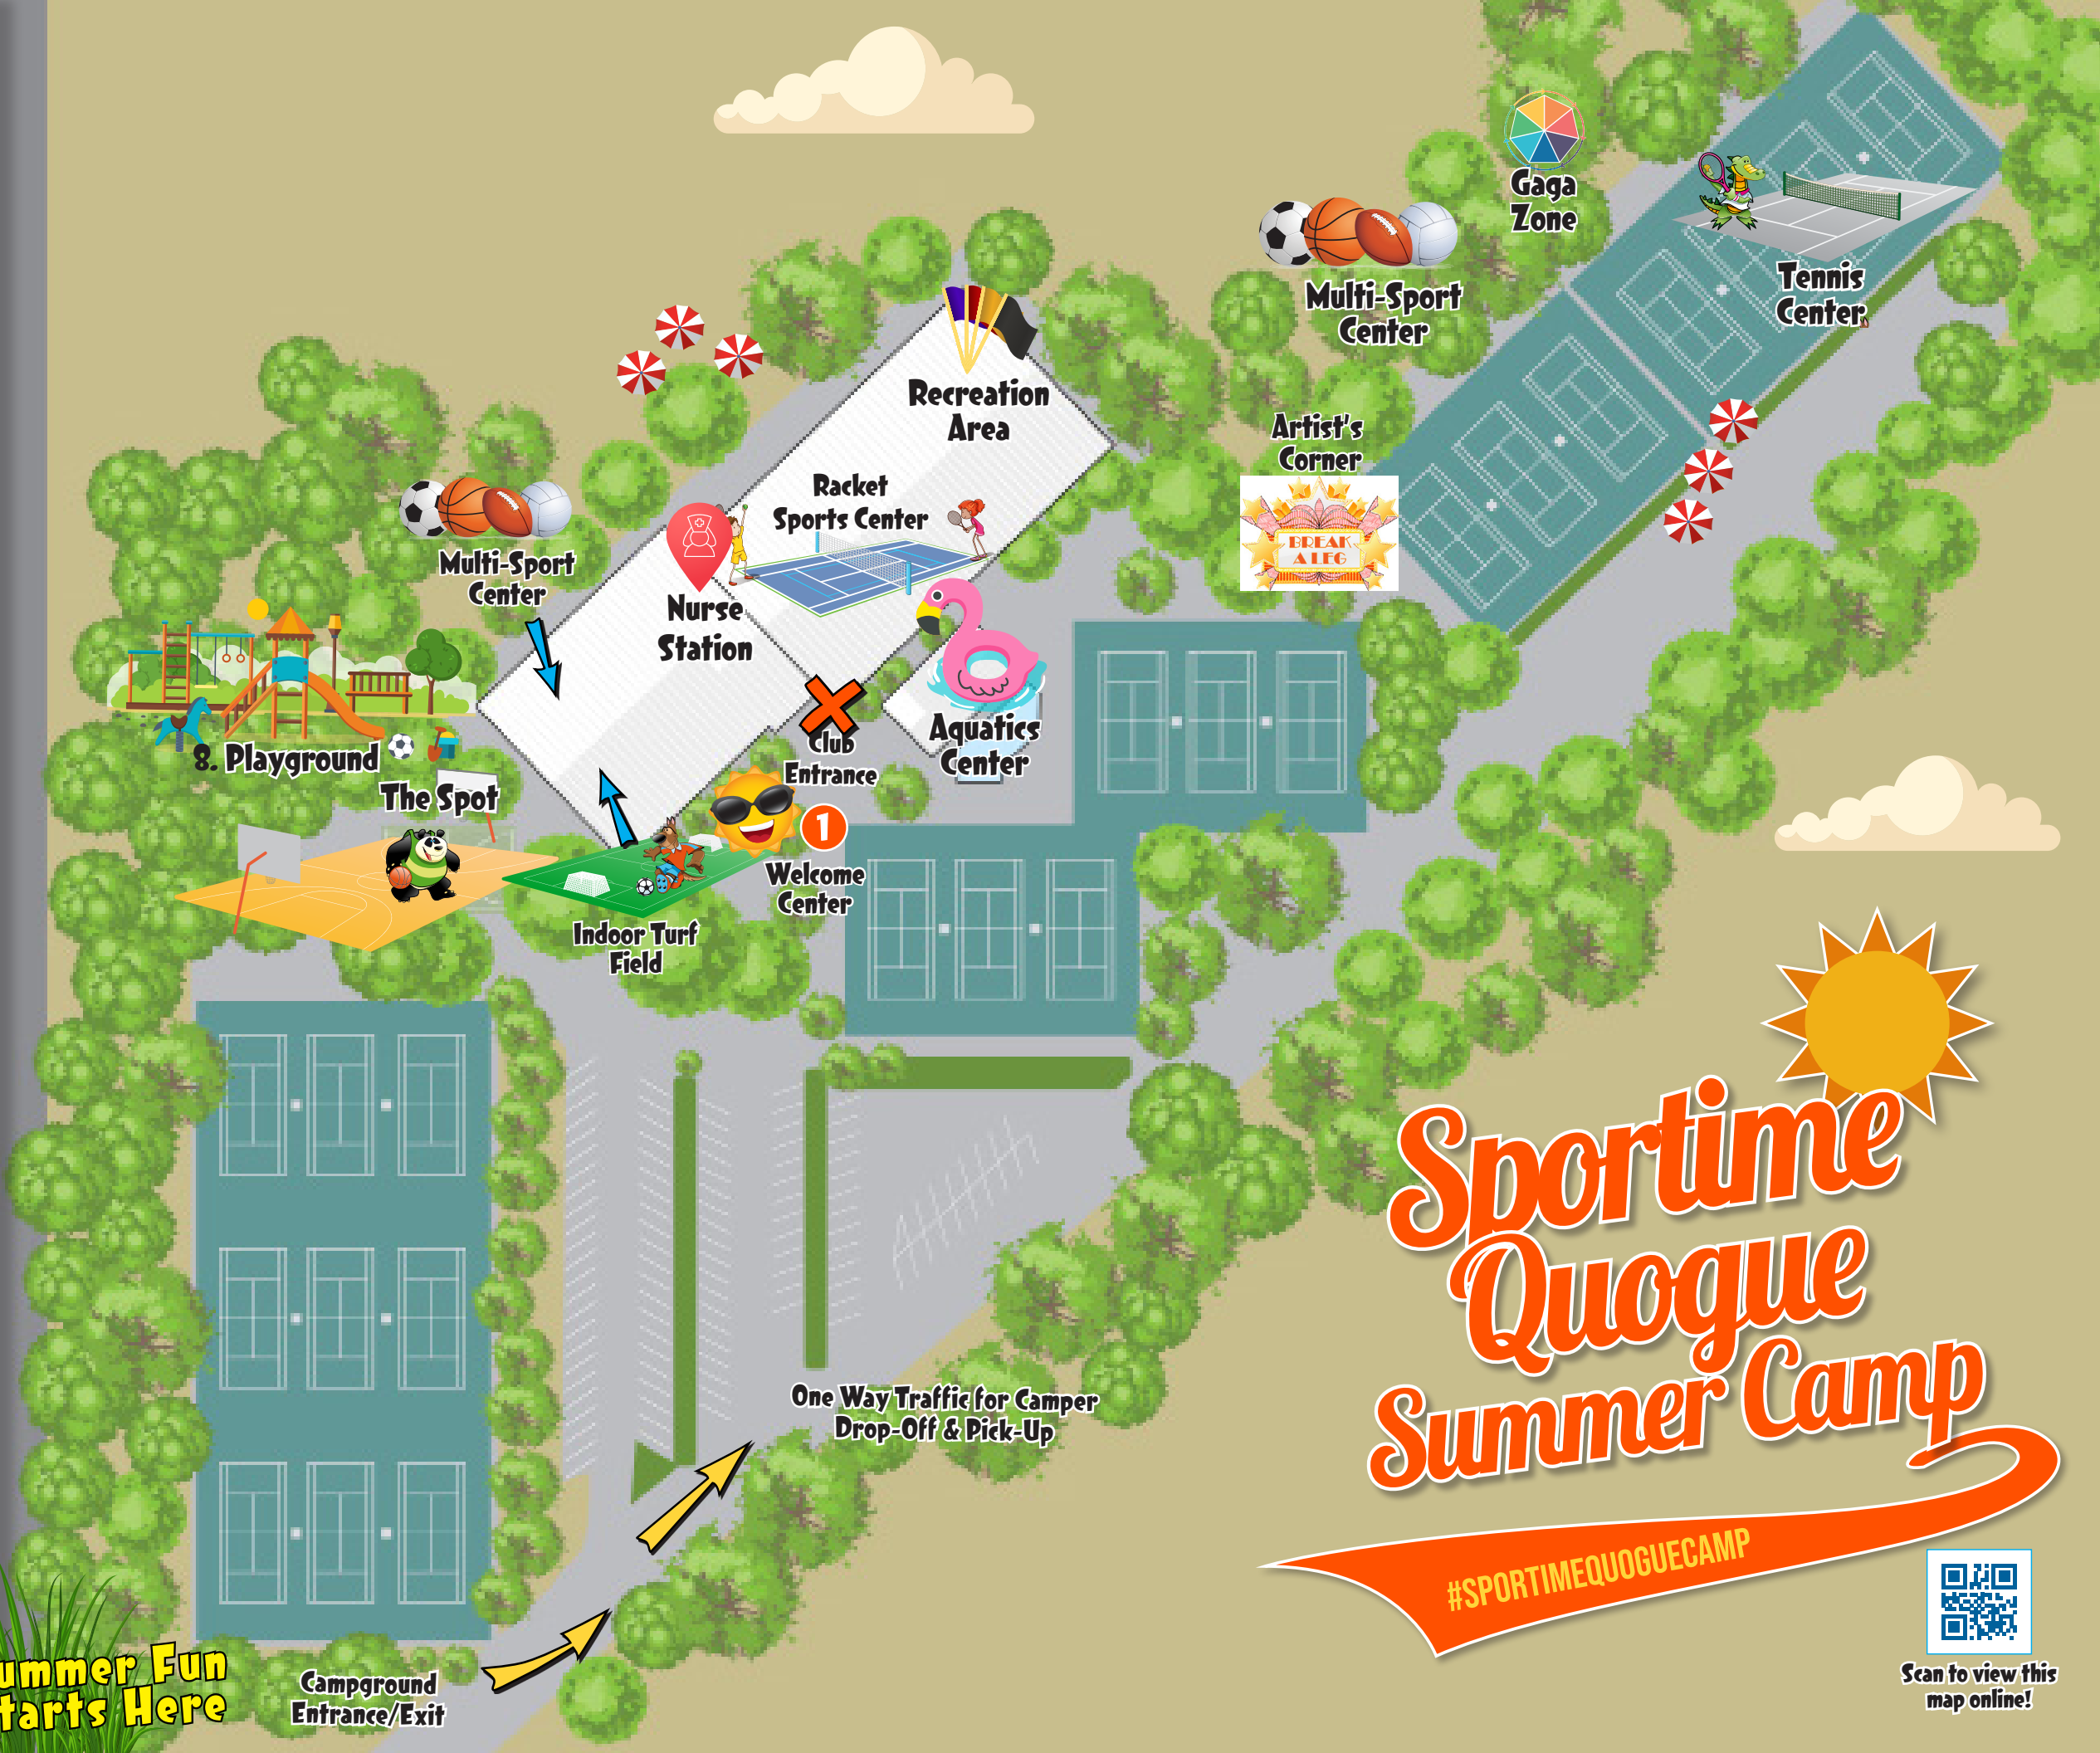 Gaga
Zone
Multi-Sport
Center
Tennis
Center
Recreation
Area
Artist's
Corner
BREAK
A LEG
Racket
Sports Center
Multi-Sport
Center
Nurse
Station
Club
Entrance
Aquatics
Center
8. Playground
The Spot
1
Welcome
Center
Indoor Turf
Field
Sportime
Quogue
Summer Camp
#SPORTIMEQUOGUECAMP
One Way Traffic for Camper
Drop-Off & Pick-Up
ummer Fun
tarts Here
Campground
Entrance/Exit
Scan to view this
map online!